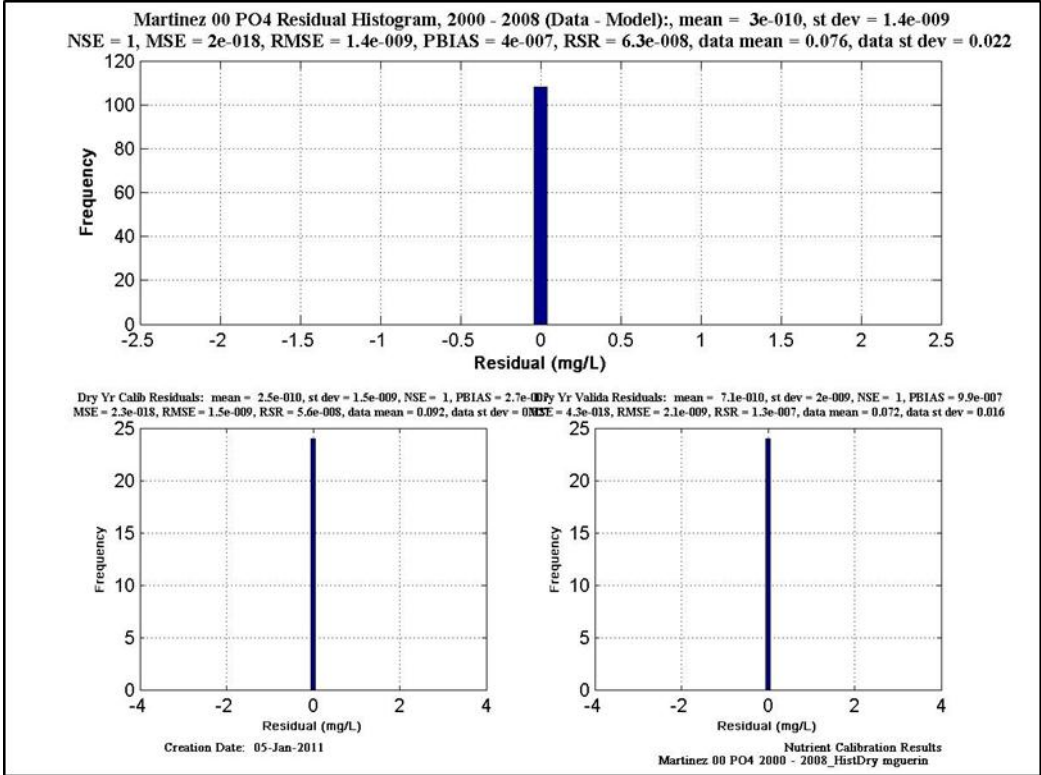 Martinez 00 PO4 Residual Histogram, 2000 - 2008 (Data - Model):, mean = 3e-010, st dev = 1.4e-009
NSE = 1, MSE = 2e-018, RMSE = 1.4e-009, PBIAS = 4e-007, RSR = 6.3e-008, data mean = 0.076, data st dev = 0.022
120
100
80
60
40
20
0
Frequency
-2.5 -2 -1.5 -1 -0.5 0 0.5 1 1.5 2 2.5
Residual (mg/L)
Dry Yr Calib Residuals: mean = 2.5e-010, st dev = 1.5e-009, NSE = 1, PBIAS = 2.7e-007
MSE = 2.3e-018, RMSE = 1.5e-009, RSR = 5.6e-008, data mean = 0.092, data st dev =
25
20
15
10
5
0
Frequency
-4 -2 0 2 4
Residual (mg/L)
Dry Yr Valida Residuals: mean = 7.1e-010, st dev = 2e-009, NSE = 1, PBIAS = 9.9e-007
MSE = 4.3e-018, RMSE = 2.1e-009, RSR = 1.3e-007, data mean = 0.072, data st dev = 0.016
25
20
15
10
5
0
Frequency
-4 -2 0 2 4
Residual (mg/L)
Creation Date: 05-Jan-2011
Nutrient Calibration Results
Martinez 00 PO4 2000 - 2008_HistDry mguerin